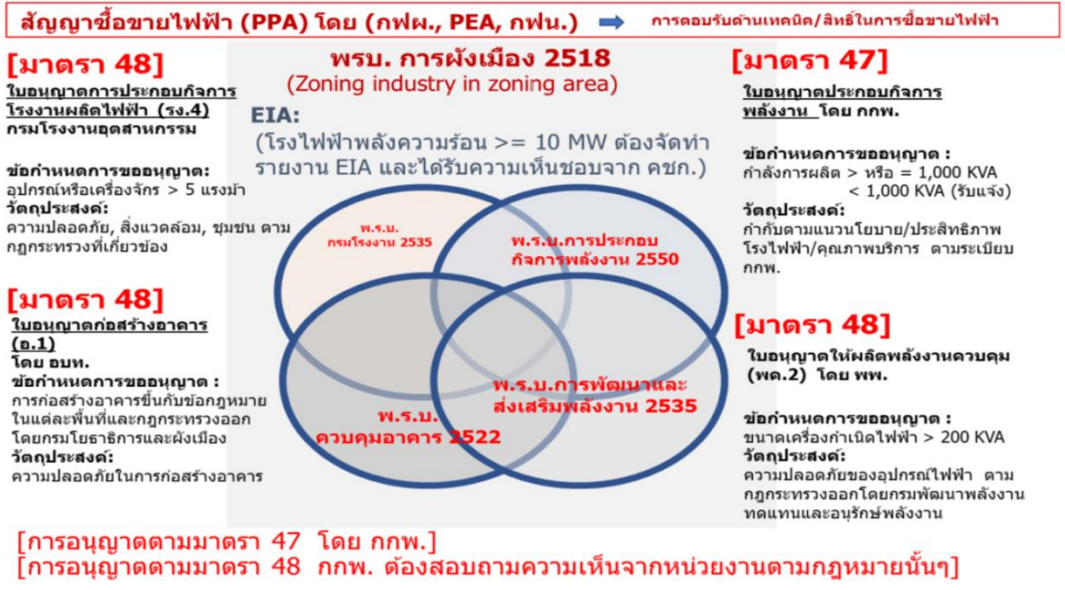 สัญญาซื้อขายไฟฟ้า (PPA) โดย (กฟผ., PEA, กฟน.)
การตอบรับด้านเทคนิค/สิทธิ์ในการซื้อขายไฟฟ้า
[มาตรา 48]
ใบอนุญาตการประกอบกิจการ
โรงงานผลิตไฟฟ้า (รง.4)
กรมโรงงานอุตสาหกรรม
ข้อกำหนดการขออนุญาต:
อุปกรณ์หรือเครื่องจักร > 5 แรงม้า
วัตถุประสงค์:
ความปลอดภัย, สิ่งแวดล้อม, ชุมชน ตาม
กฎกระทรวงที่เกี่ยวข้อง
[มาตรา 48]
ใบอนุญาตก่อสร้างอาคาร
(อ.1)
โดย อบท.
ข้อกำหนดการขออนุญาต :
การก่อสร้างอาคารขึ้นกับข้อกฎหมาย
ในแต่ละพื้นที่และกฎกระทรวงออก
โดยกรมโยธาธิการและผังเมือง
วัตถุประสงค์:
ความปลอดภัยในการก่อสร้างอาคาร
พรบ. การผังเมือง 2518
(Zoning industry in zoning area)
EIA:
(โรงไฟฟ้าพลังความร้อน >= 10 MW ต้องจัดทำ
รายงาน EIA และได้รับความเห็นชอบจาก คชก.)
พ.ร.บ.
กรมโรงงาน 2535
พ.ร.บ.การประกอบ
กิจการพลังงาน 2550
พ.ร.บ.
ควบคุมอาคาร 2522
พ.ร.บ.การพัฒนาและ
ส่งเสริมพลังงาน 2535
[มาตรา 47]
ใบอนุญาตประกอบกิจการ
พลังงาน โดย กกพ.
ข้อกำหนดการขออนุญาต :
กำลังการผลิต > หรือ = 1,000 KVA
< 1,000 KVA (รับแจ้ง)
วัตถุประสงค์:
กำกับตามแนวนโยบาย/ประสิทธิภาพ
โรงไฟฟ้า/คุณภาพบริการ ตามระเบียบ
กกพ.
[มาตรา 48]
ใบอนุญาตให้ผลิตพลังงานควบคุม
(พค.2) โดย พพ.
ข้อกำหนดการขออนุญาต :
ขนาดเครื่องกำเนิดไฟฟ้า > 200 KVA
วัตถุประสงค์:
ความปลอดภัยของอุปกรณ์ไฟฟ้า ตาม
กฎกระทรวงออกโดยกรมพัฒนาพลังงาน
ทดแทนและอนุรักษ์พลังงาน
[การอนุญาตตามมาตรา 47 โดย กกพ.]
[การอนุญาตตามมาตรา 48 กกพ. ต้องสอบถามความเห็นจากหน่วยงานตามกฎหมายนั้นๆ]